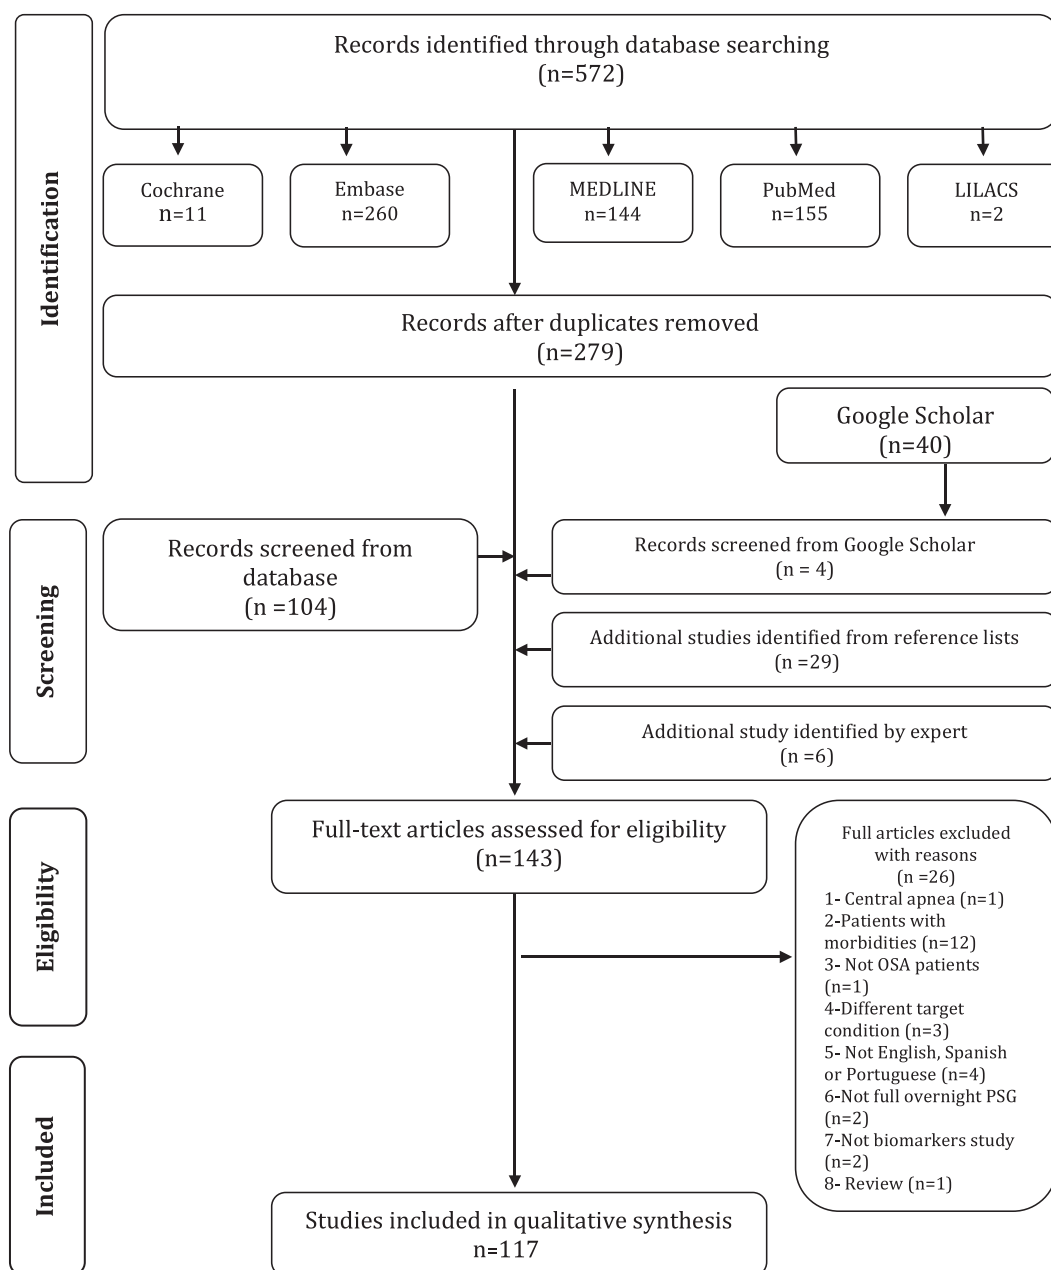 Records identified through database searching
(n=572)
Cochrane
n=11
Embase
n=260
MEDLINE
n=144
PubMed
n=155
LILACS
n=2
Identification
Records after duplicates removed
(n=279)
Google Scholar
(n=40)
Screening
Records screened from
database
(n =104)
Records screened from Google Scholar
(n = 4)
Additional studies identified from reference lists
(n =29)
Additional study identified by expert
(n =6)
Eligibility
Full-text articles assessed for eligibility
(n=143)
Full articles excluded
with reasons
(n =26)
1- Central apnea (n=1)
2-Patients with
morbidities (n=12)
3- Not OSA patients
(n=1)
4-Different target
condition (n=3)
5- Not English, Spanish
or Portuguese (n=4)
6-Not full overnight PSG
(n=2)
7-Not biomarkers study
(n=2)
8- Review (n=1)
Included
Studies included in qualitative synthesis
n=117